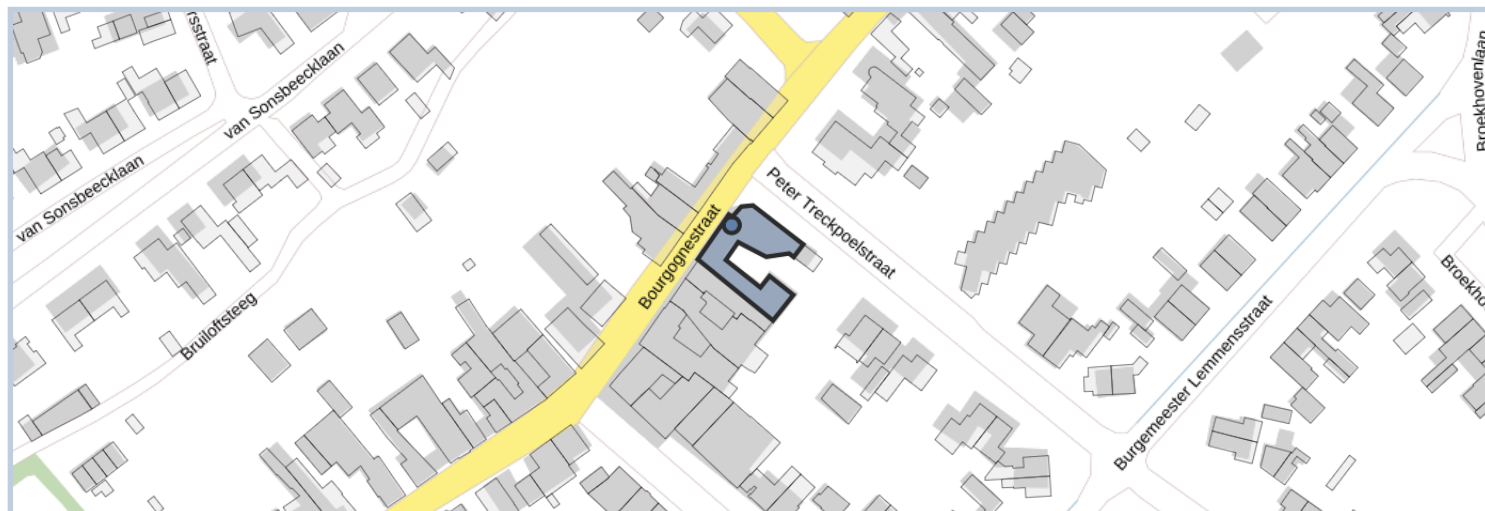 van Sonsbeecklaan
van Sonsbeecklaan
Bruiloftsteeg
Bourgognestraat
Peter Treckpoelstraat
Burgemeester Lemmensstraat
Broekhovenlaan